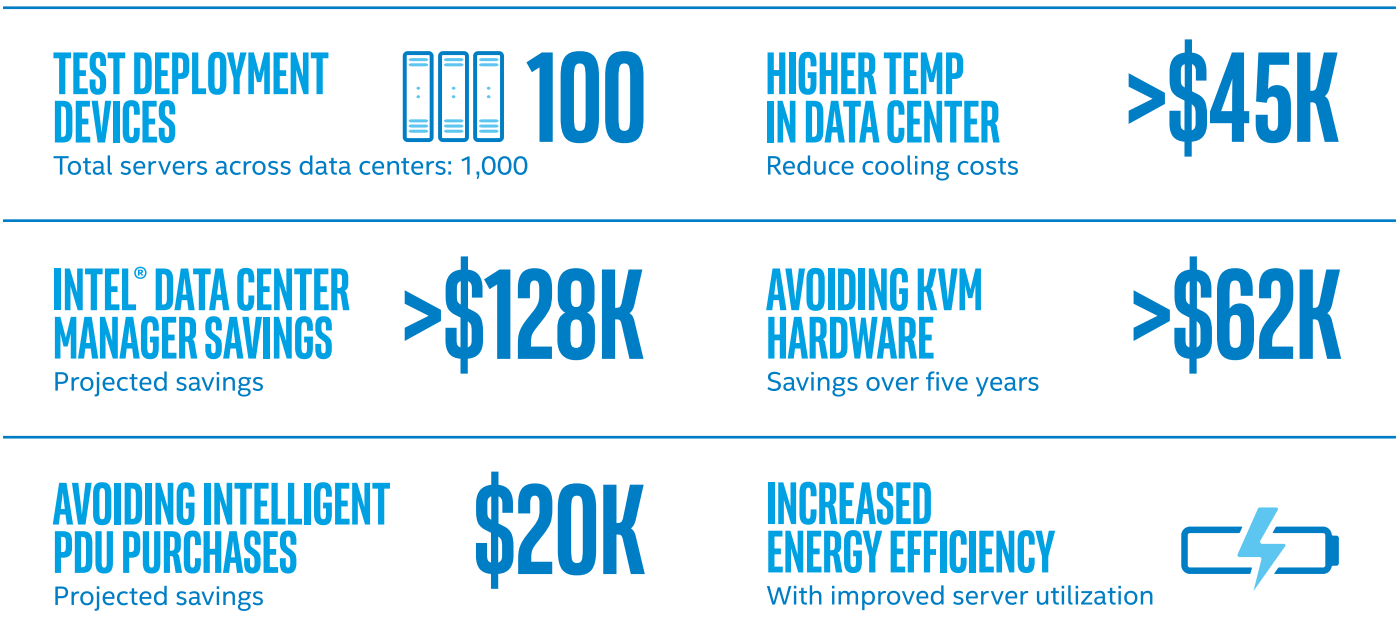 TEST DEPLOYMENT
DEVICES
100
Total servers across data centers: 1,000
HIGHER TEMP
IN DATA CENTER
>$45K
Reduce cooling costs
INTEL® DATA CENTER
MANAGER SAVINGS
>$128K
Projected savings
AVOIDING KVM
HARDWARE
>$62K
Savings over five years
AVOIDING INTELLIGENT
PDU PURCHASES
$20K
Projected savings
INCREASED
ENERGY EFFICIENCY
With improved server utilization